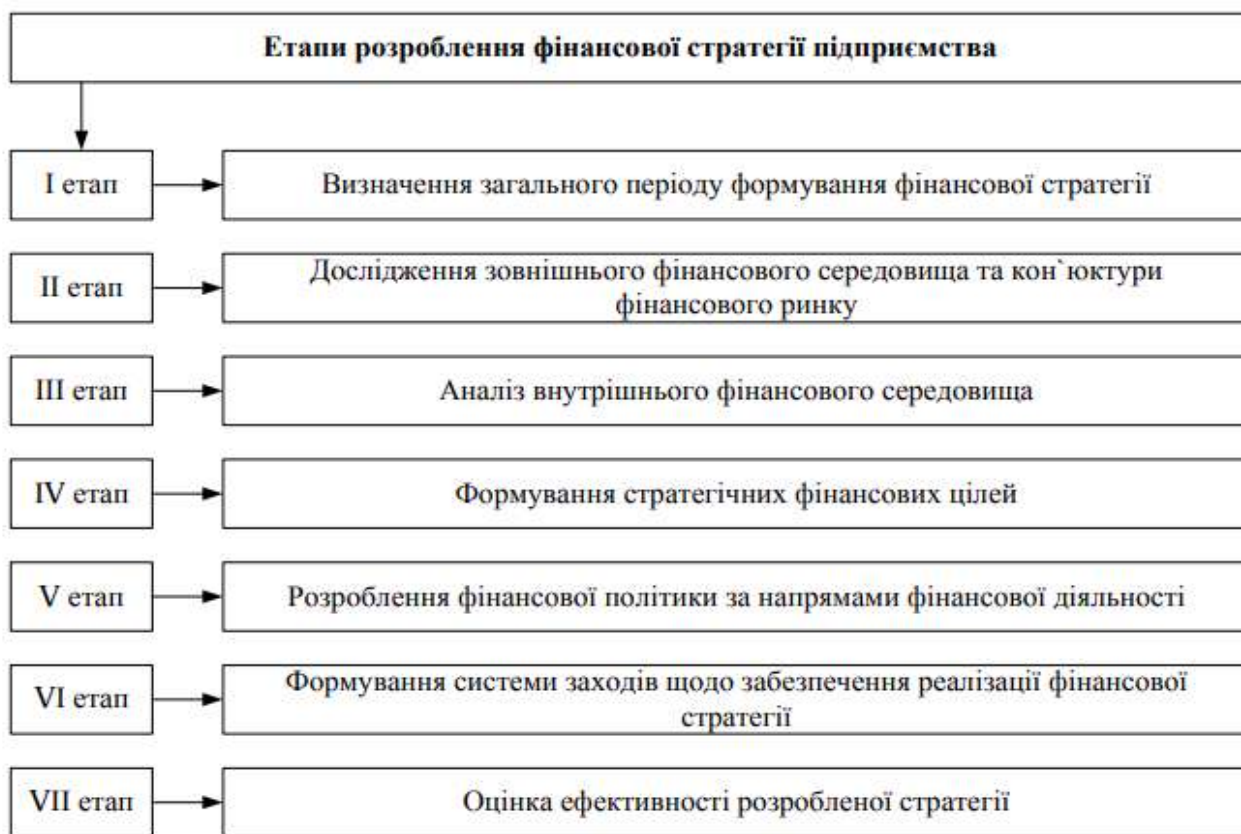 Етапи розроблення фінансової стратегії підприємства
І етап
Визначення загального періоду формування фінансової стратегії
ІІ етап
Дослідження зовнішнього фінансового середовища та кон`юктури
фінансового ринку
ІІІ етап
Аналіз внутрішнього фінансового середовища
IV етап
Формування стратегічних фінансових цілей
V етап
Розроблення фінансової політики за напрямами фінансової діяльності
VI етап
Формування системи заходів щодо забезпечення реалізації фінансової
стратегії
VII етап
Оцінка ефективності розробленої стратегії